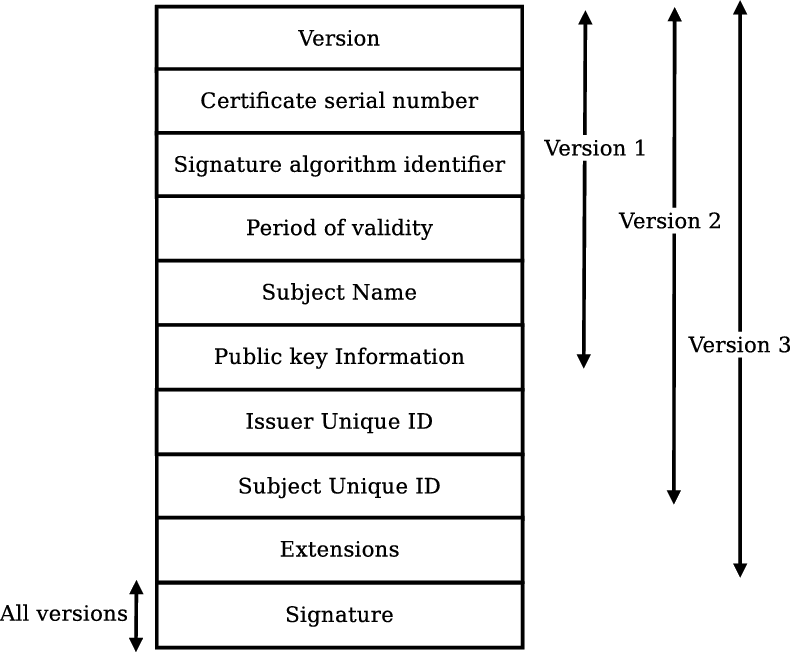 Version
Certificate serial number
Signature algorithm identifier
Period of validity
Subject Name
Public key Information
Issuer Unique ID
Subject Unique ID
Extensions
Signature
Version 1
Version 2
Version 3
All versions